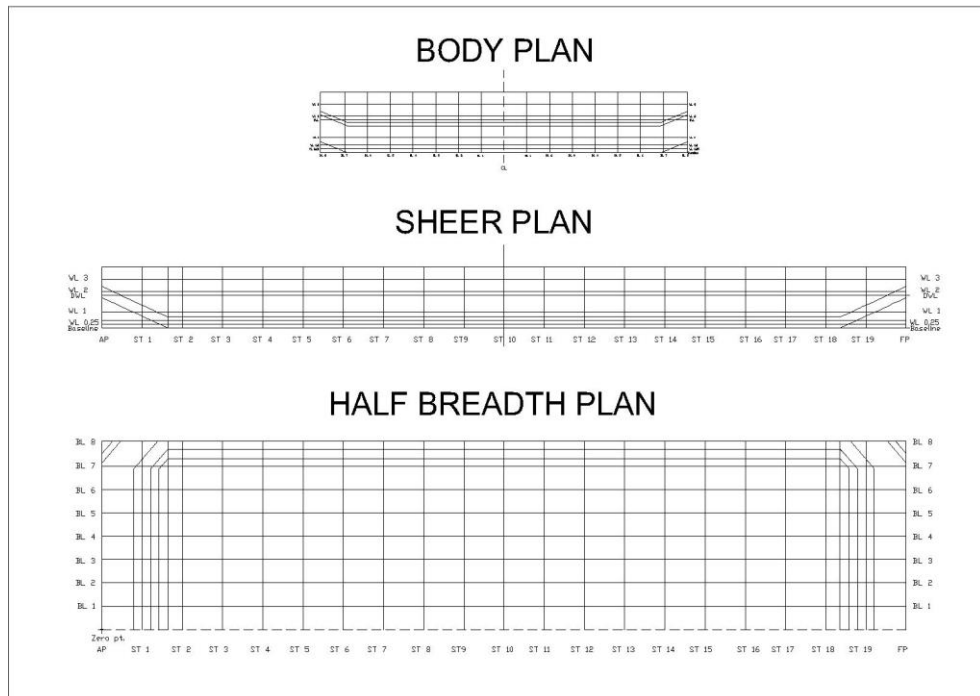 BODY PLAN
CL
SHEER PLAN
WL 3 WL 3
WL 2 WL 2
DWL DWL
WL 1 WL 1
WL 0,25 WL 0,25
Baseline Baseline
AP ST 1 ST 2 ST 3 ST 4 ST 5 ST 6 ST 7 ST 8 ST9 ST 10 ST 11 ST 12 ST 13 ST 14 ST 15 ST 16 ST 17 ST 18 ST 19 FP
HALF BREADTH PLAN
BL 8 BL 8
BL 7 BL 7
BL 6 BL 6
BL 5 BL 5
BL 4 BL 4
BL 3 BL 3
BL 2 BL 2
BL 1 BL 1
Zero pt.
AP ST 1 ST 2 ST 3 ST 4 ST 5 ST 6 ST 7 ST 8 ST9 ST 10 ST 11 ST 12 ST 13 ST 14 ST 15 ST 16 ST 17 ST 18 ST 19 FP